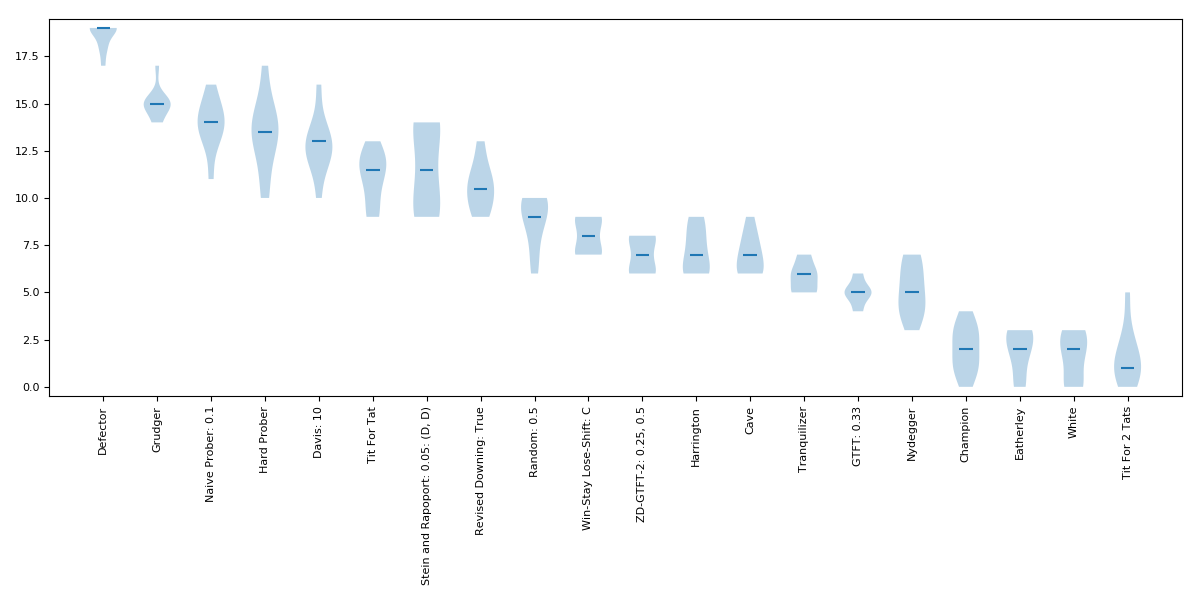 17.5
15.0
12.5
10.0
7.5
5.0
2.5
0.0
Defector
Grudger
Naive Prober: 0.1
Hard Prober
Davis: 10
Tit For Tat
Stein and Rapoport: 0.05: (D, D)
Revised Downing: True
Random: 0.5
Win-Stay Lose-Shift: C
ZD-GTFT-2: 0.25, 0.5
Harrington
Cave
Tranquilizer
GTFT: 0.33
Nydegger
Champion
Eatherley
White
Tit For 2 Tats